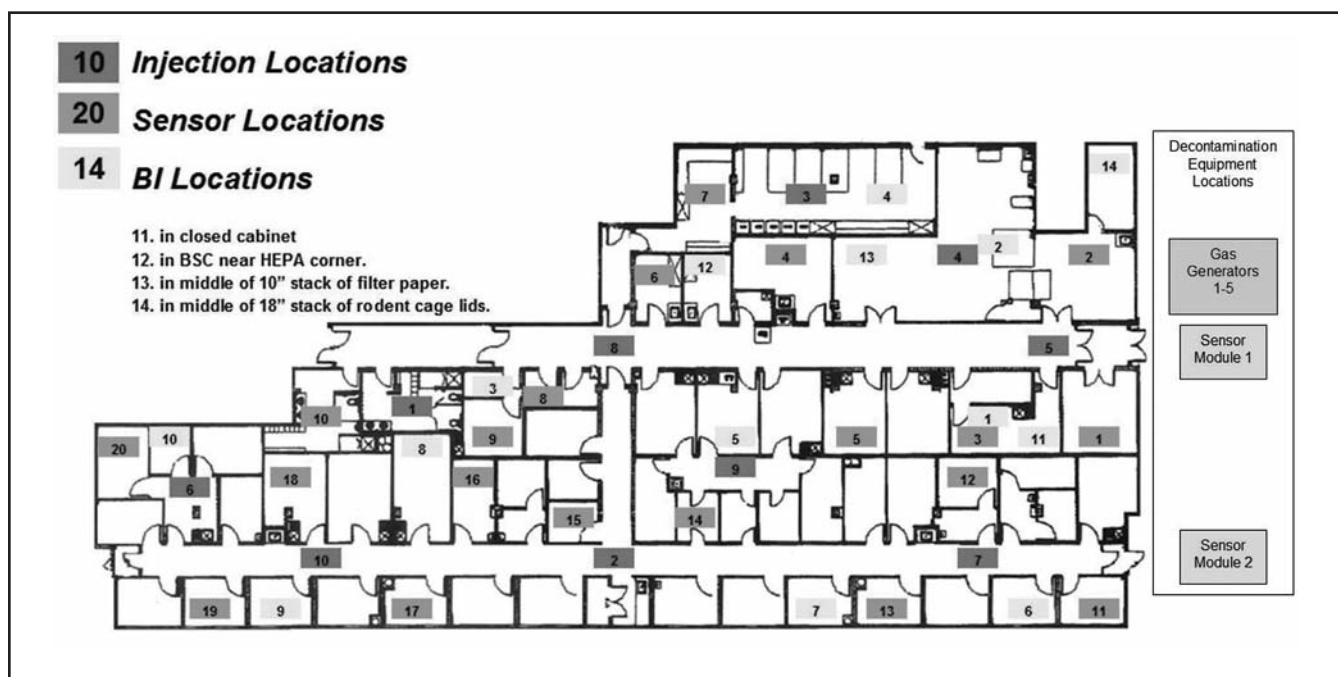 10 Injection Locations
20 Sensor Locations
14 BI Locations
11. in closed cabinet
12. in BSC near HEPA corner.
13. in middle of 10” stack of filter paper.
14. in middle of 18” stack of rodent cage lids.
Decontamination
Equipment
Locations
Gas
Generators
1-5
Sensor
Module 1
Sensor
Module 2
14
7 3 4
6 12 4 13 4 2 2
8 5
3 8
10 1
9 8 5 5 3 1 11 1
20 10
6 18 16 9 12
15 14
10 2 7
19 9 17 7 13 6 11